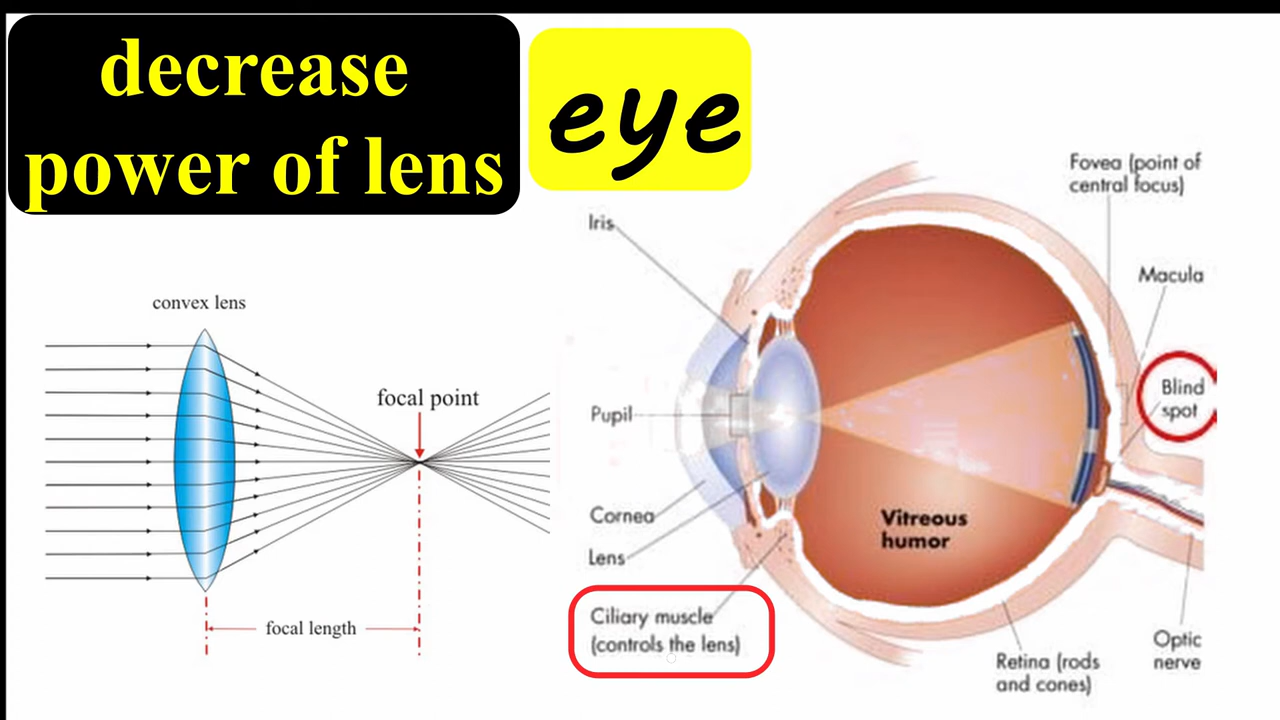 decrease
power of lens
eye
convex lens
focal point
focal length
Iris
Pupil
Cornea
Lens
Ciliary muscle
(controls the lens)
Vitreous
humor
Fovea (point of
central focus)
Macula
Blind
spot
Optic
nerve
Retina (rods
and cones)